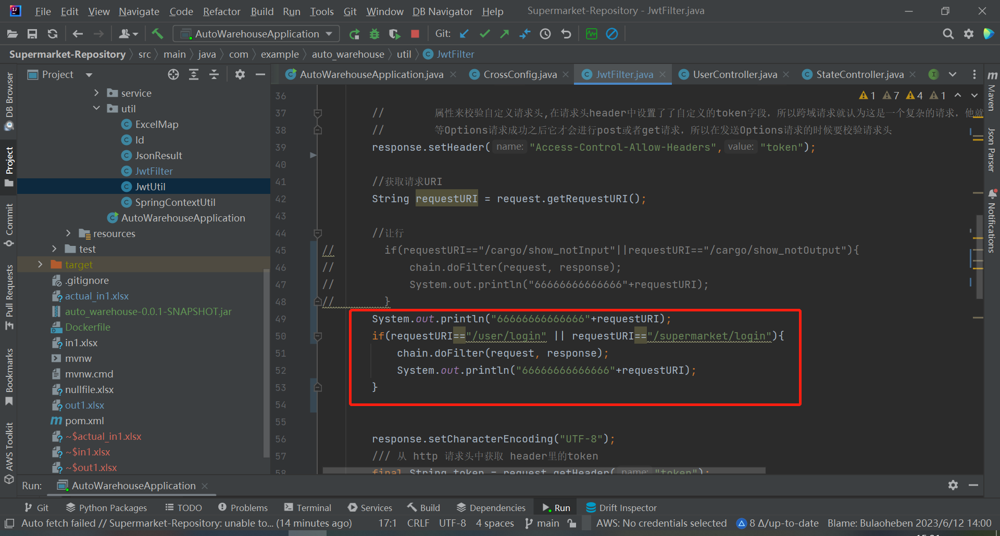 File Edit View Navigate Code Refactor Build Run Tools Git Window DB Navigator Help Supermarket-Repository - JwtFilter.java
AutoWarehouseApplication Git:
Supermarket-Repository src main java com example auto_warehouse util JwtFilter
Project
AutoWarehouseApplication.java CrossConfig.java JwtFilter.java UserController.java StateController.java
1 7 4 1
service
util
ExcelMap
Id
JsonResult
JwtFilter
JwtUtil
SpringContextUtil
AutoWarehouseApplication
resources
test
target
.gitignore
actual_in1.xlsx
auto_warehouse-0.0.1-SNAPSHOT.jar
Dockerfile
in1.xlsx
mvnw
mvnw.cmd
nullfile.xlsx
out1.xlsx
pom.xml
~$actual_in1.xlsx
~$in1.xlsx
~$out1.xlsx
36
37 // 属性来校验自定义请求头,在请求头header中设置了了自定义的token字段，所以跨域请求就认为这是一个复杂的请求，他就
38 // 等Options请求成功之后它才会进行post或者get请求，所以在发送Options请求的时候要校验请求头
39 response.setHeader( name: "Access-Control-Allow-Headers", value: "token");
40
41 //获取请求URI
42 String requestURI = request.getRequestURI();
43
44 //让行
45 // if(requestURI=="/cargo/show_notInput"||requestURI=="/cargo/show_notOutput"){
46 // chain.doFilter(request, response);
47 // System.out.println("66666666666666"+requestURI);
48 // }
49 System.out.println("66666666666666"+requestURI);
50 if(requestURI=="/user/login" || requestURI=="/supermarket/login"){
51 chain.doFilter(request, response);
52 System.out.println("66666666666666"+requestURI);
53 }
54
55
56 response.setCharacterEncoding("UTF-8");
57 /// 从 http 请求头中获取 header里的token
58 final String token = request.getHeader( name: "token");
DB Browser
Project
Commit
Pull Requests
Bookmarks
AWS Toolkit
Maven
Json Parser
Notifications
Run: AutoWarehouseApplication
Git Python Packages TODO Problems Terminal Services Build Dependencies Run Drift Inspector
Auto fetch failed // Supermarket-Repository: unable to... (14 minutes ago) 17:1 CRLF UTF-8 4 spaces main AWS: No credentials selected 8 Δ/up-to-date Blame: Bulaoheben 2023/6/12 14:00